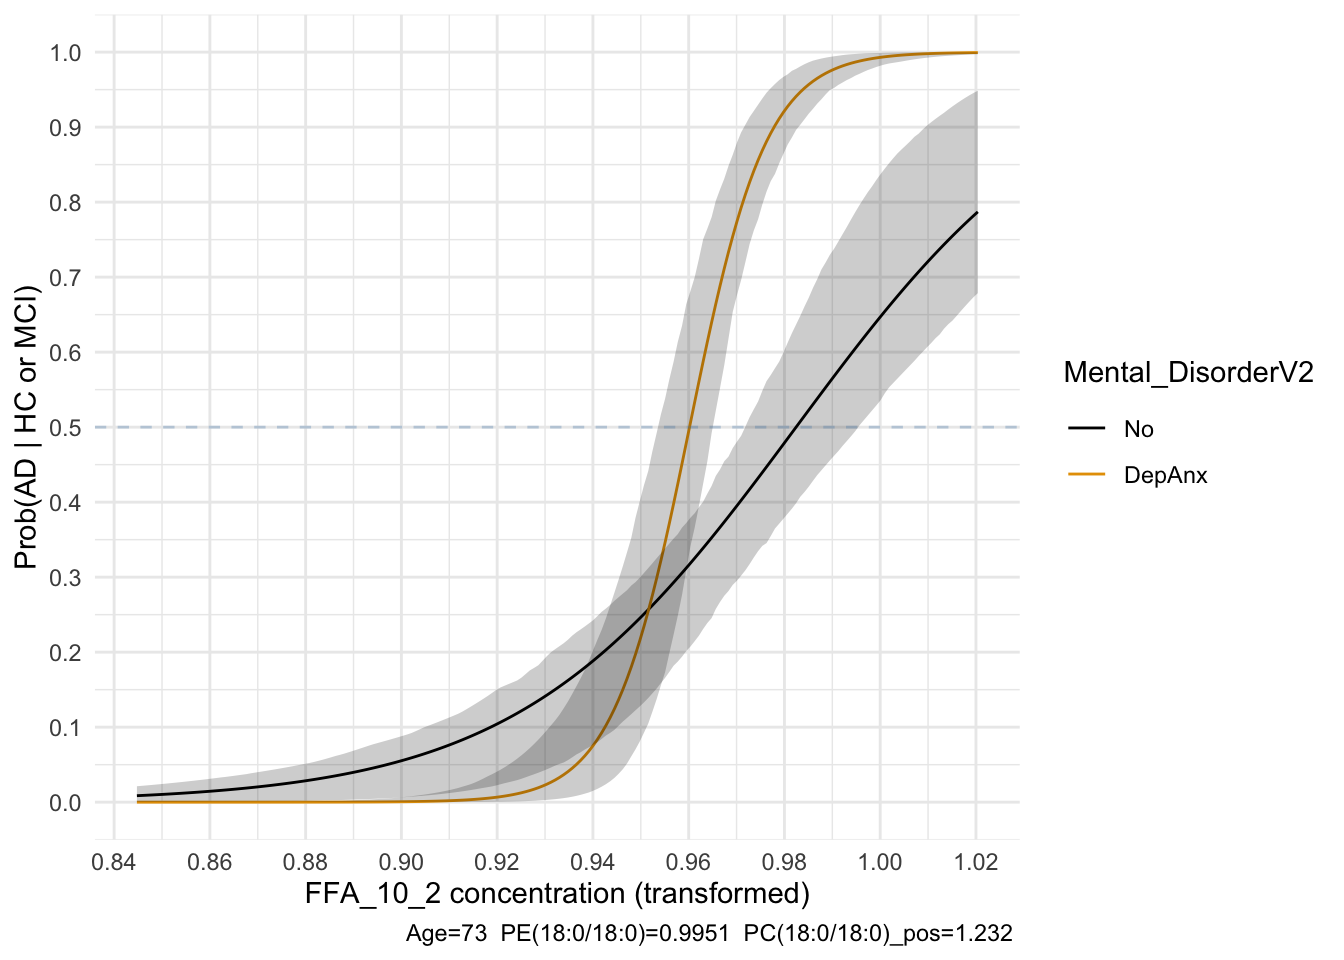 1.0
0.9
0.8
0.7
0.6
0.5
0.4
0.3
0.2
0.1
0.0
Prob(AD | HC or MCI)
0.84 0.86 0.88 0.90 0.92 0.94 0.96 0.98 1.00 1.02
FFA_10_2 concentration (transformed)
Age=73 PE(18:0/18:0)=0.9951 PC(18:0/18:0)_pos=1.232
Mental_DisorderV2
No
DepAnx